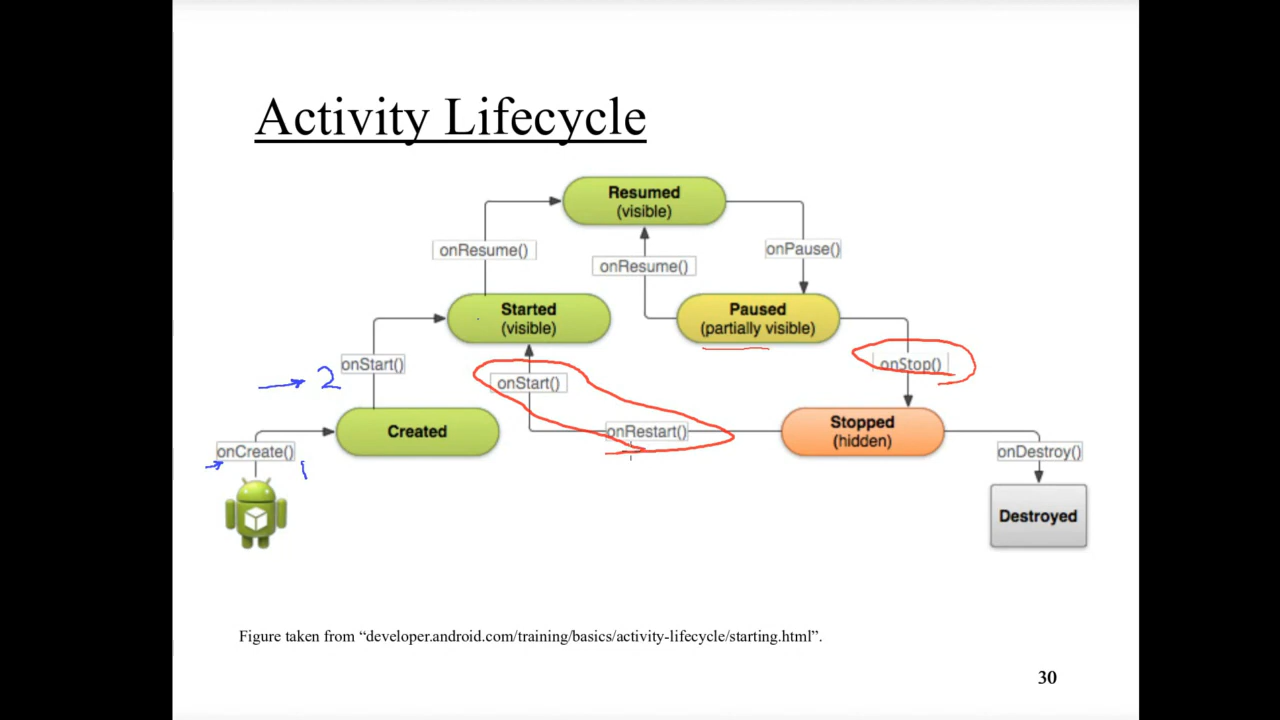 Activity Lifecycle
Resumed
(visible)
onResume()
onResume()
onPause()
Started
(visible)
Paused
(partially visible)
onStart()
2
onStart()
onStop()
Created
onRestart()
Stopped
(hidden)
onCreate()
1
onDestroy()
Destroyed
Figure taken from “developer.android.com/training/basics/activity-lifecycle/starting.html”.
30